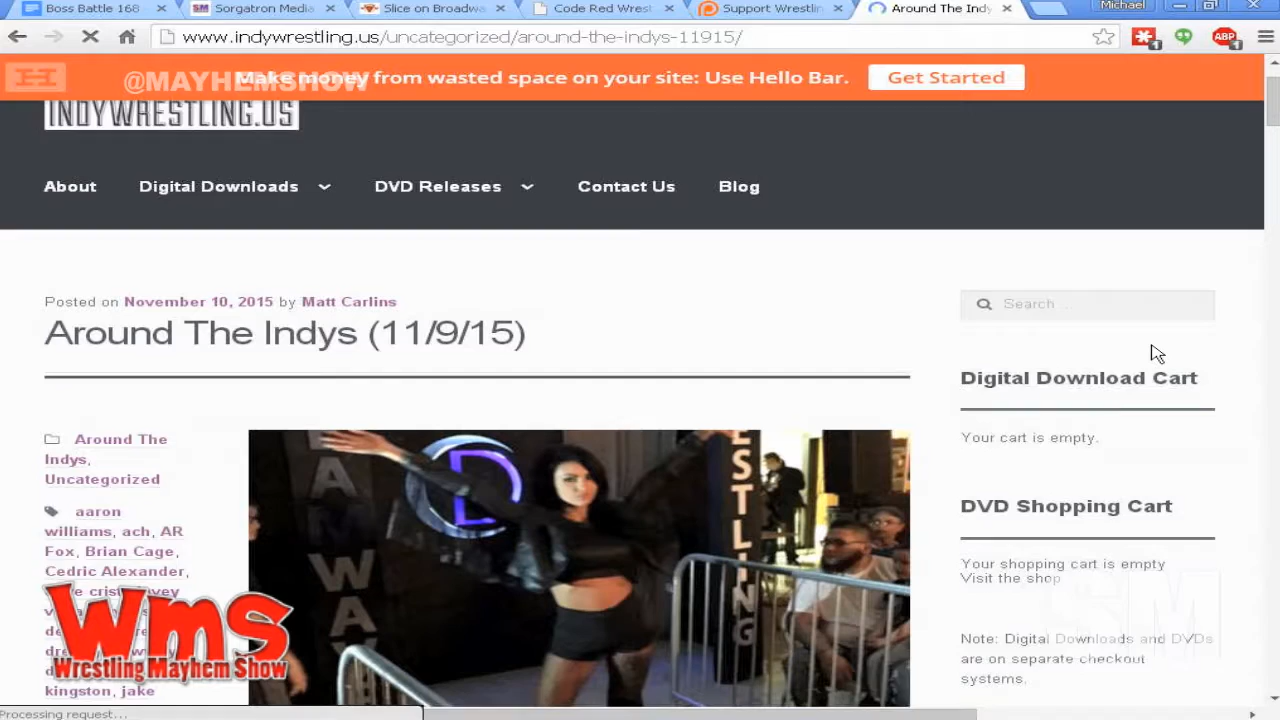 Boss Battle 168
Sorgatron Media
Slice on Broadw
Code Red Wrest
Support Wrestlin
Around The Indy
Michael
www.indywrestling.us/uncategorized/around-the-indys-11915/
ABP
@MAYHEMSHOW
Make money from wasted space on your site: Use Hello Bar.
Get Started
INDYWRESTLING.US
About
Digital Downloads
DVD Releases
Contact Us
Blog
Posted on November 10, 2015 by Matt Carlins
Around The Indys (11/9/15)
Search ...
Digital Download Cart
Your cart is empty.
DVD Shopping Cart
Your shopping cart is empty
Visit the shop
Note: Digital Downloads and DVDs
are on separate checkout
systems.
Around The
Indys,
Uncategorized
aaron
williams, ach, AR
Fox, Brian Cage,
Cedric Alexander,
kingston, jake
WMS
Wrestling Mayhem Show
SM
Processing request...